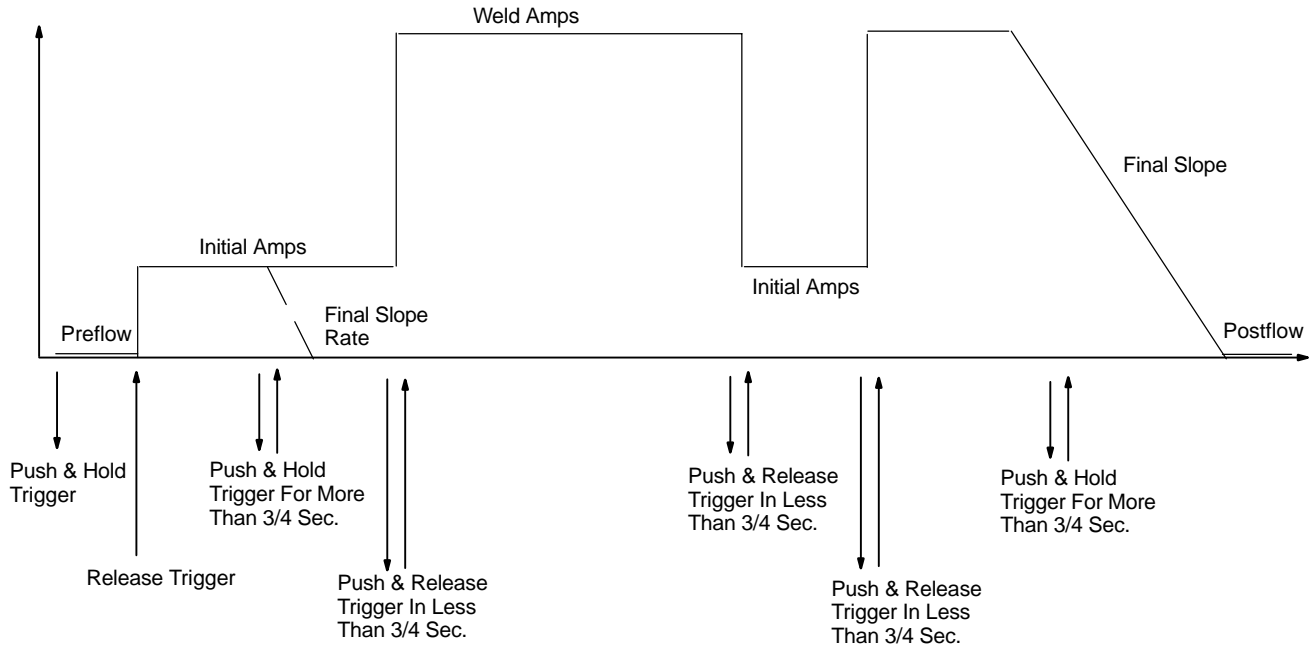 Weld Amps
Final Slope
Initial Amps
Initial Amps
Final Slope
Rate
Preflow
Postflow
Push & Hold
Trigger
Push & Hold
Trigger For More
Than 3/4 Sec.
Push & Release
Trigger In Less
Than 3/4 Sec.
Push & Hold
Trigger For More
Than 3/4 Sec.
Release Trigger
Push & Release
Trigger In Less
Than 3/4 Sec.
Push & Release
Trigger In Less
Than 3/4 Sec.